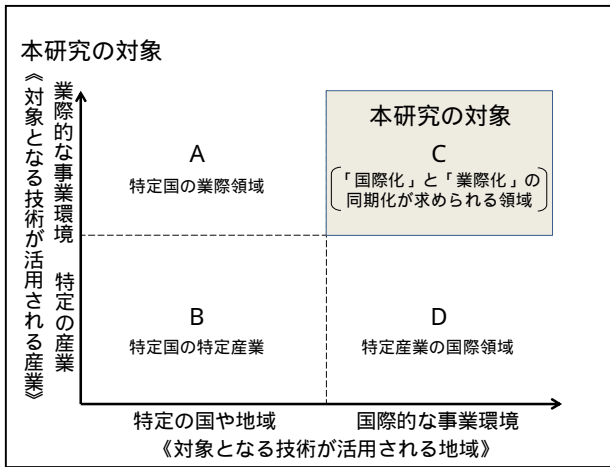 本研究の対象
《対象となる技術が活用される産業》
業際的な事業環境
特定の産業
A
特定国の業際領域
本研究の対象
C
「国際化」と「業際化」の
同期化が求められる領域
B
特定国の特定産業
D
特定産業の国際領域
特定の国や地域
国際的な事業環境
《対象となる技術が活用される地域》